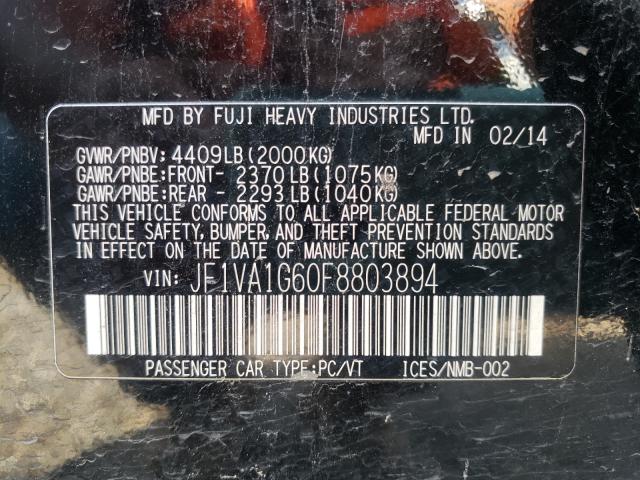 MFD BY FUJI HEAVY INDUSTRIES LTD.
MFD IN 02/14
GVWR/PNBV: 4409LB(2000KG)
GAWR/PNBE:FRONT- 2370LB(1075KG)
GAWR/PNBE:REAR - 2293LB(1040KG)
THIS VEHICLE CONFORMS TO ALL APPLICABLE FEDERAL MOTOR
VEHICLE SAFETY, BUMPER, AND THEFT PREVENTION STANDARDS
IN EFFECT ON THE DATE OF MANUFACTURE SHOWN ABOVE.
VIN: JF1VA1G60F8803894
PASSENGER CAR TYPE:PC/VT ICES/NMB-002